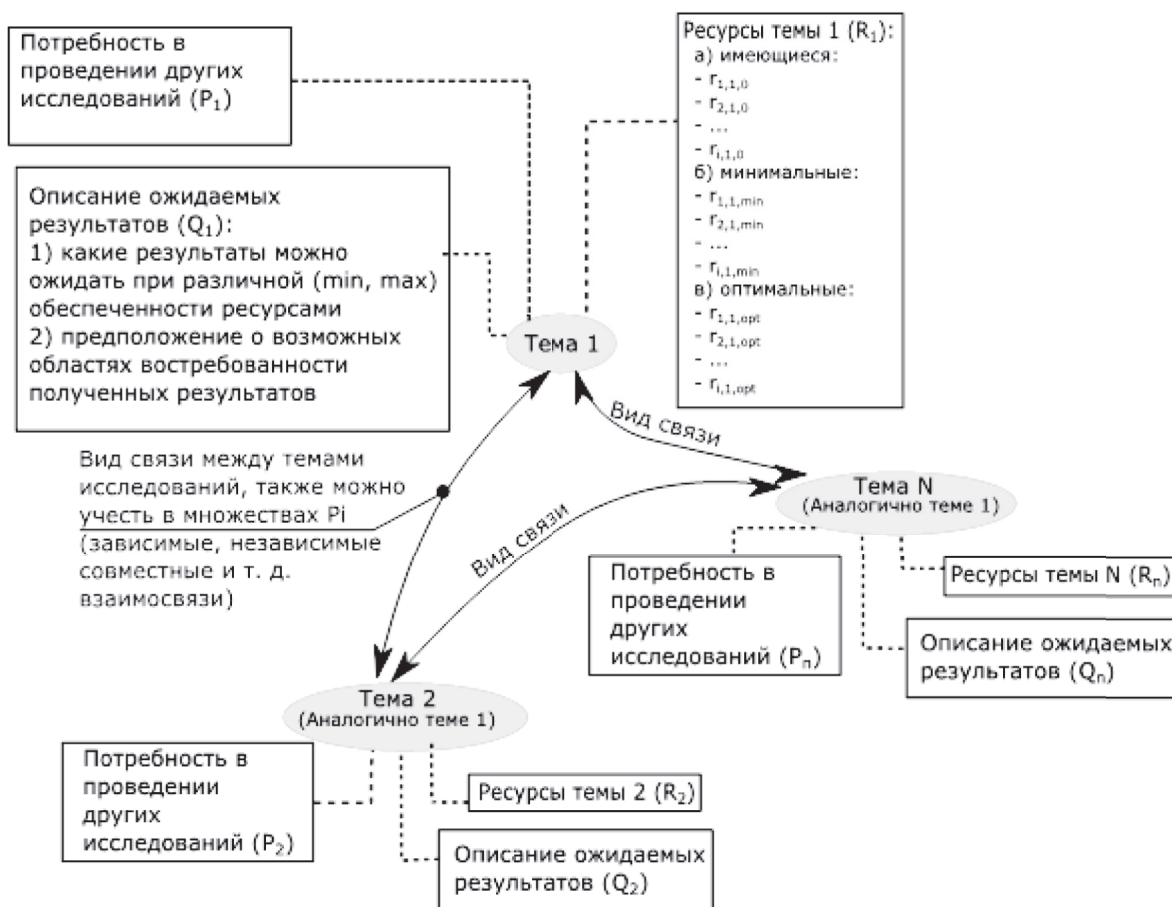 Потребность в
проведении других
исследований (P₁)
Ресурсы темы 1 (R₁):
а) имеющиеся:
- r₁,₁,₀
- r₂,₁,₀
- ...
- rᵢ,₁,₀
б) минимальные:
- r₁,₁,min
- r₂,₁,min
- ...
- rᵢ,₁,min
в) оптимальные:
- r₁,₁,opt
- r₂,₁,opt
- ...
- rᵢ,₁,opt
Описание ожидаемых
результатов (Q₁):
1) какие результаты можно
ожидать при различной (min, max)
обеспеченности ресурсами
2) предположение о возможных
областях востребованности
полученных результатов
Тема 1
Вид связи
Вид связи между темами
исследований, также можно
учесть в множествах Pi
(зависимые, независимые
совместные и т. д.
взаимосвязи)
Вид связи
Тема N
(Аналогично теме 1)
Потребность в
проведении
других
исследований (Pₙ)
Ресурсы темы N (Rₙ)
Описание ожидаемых
результатов (Qₙ)
Тема 2
(Аналогично теме 1)
Потребность в
проведении
других
исследований (P₂)
Ресурсы темы 2 (R₂)
Описание ожидаемых
результатов (Q₂)